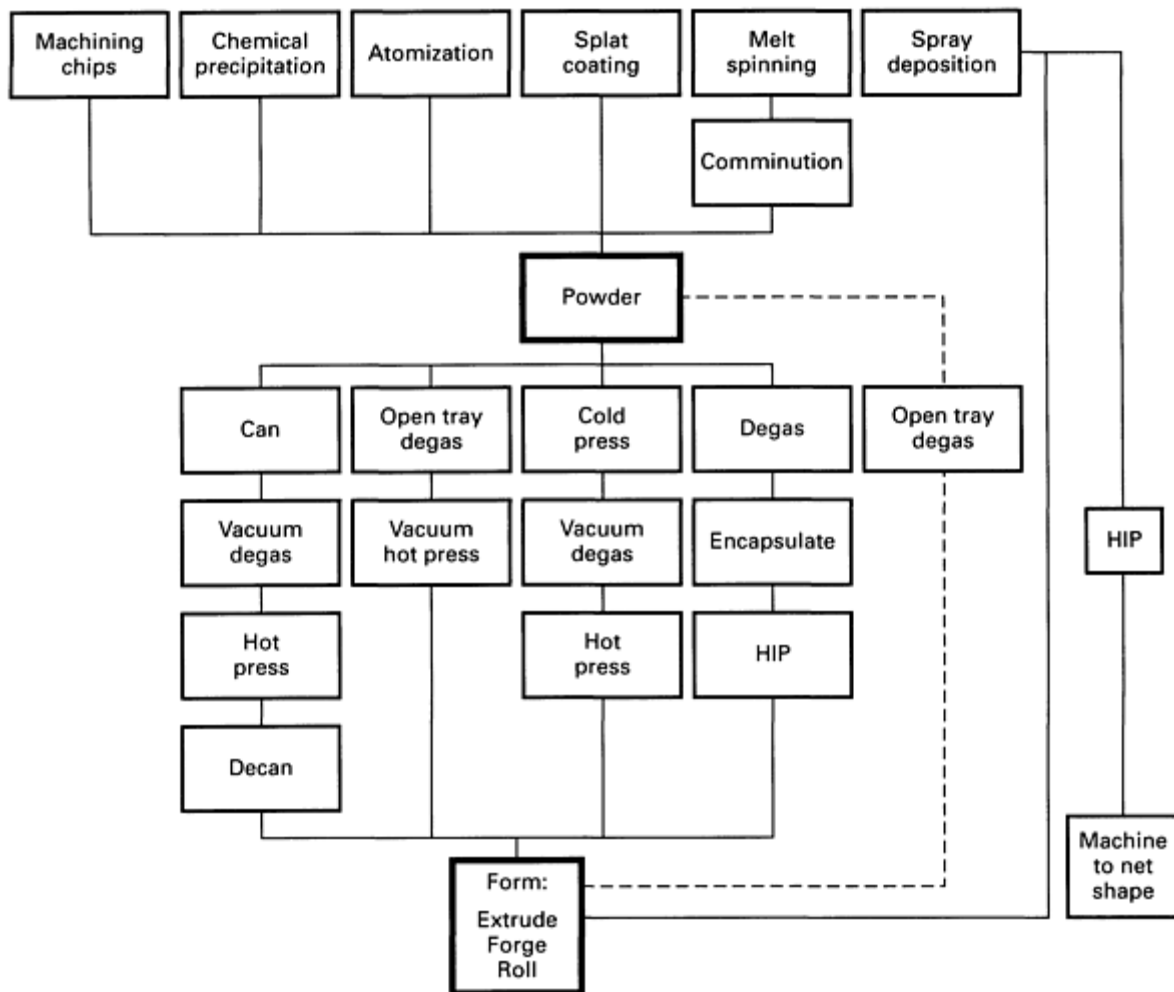 Machining
chips
Chemical
precipitation
Atomization
Splat
coating
Melt
spinning
Spray
deposition
Comminution
Powder
Can
Open tray
degas
Cold
press
Degas
Open tray
degas
Vacuum
degas
Vacuum
hot press
Vacuum
degas
Encapsulate
HIP
Hot
press
Hot
press
HIP
Decan
Machine
to net
shape
Form:
Extrude
Forge
Roll